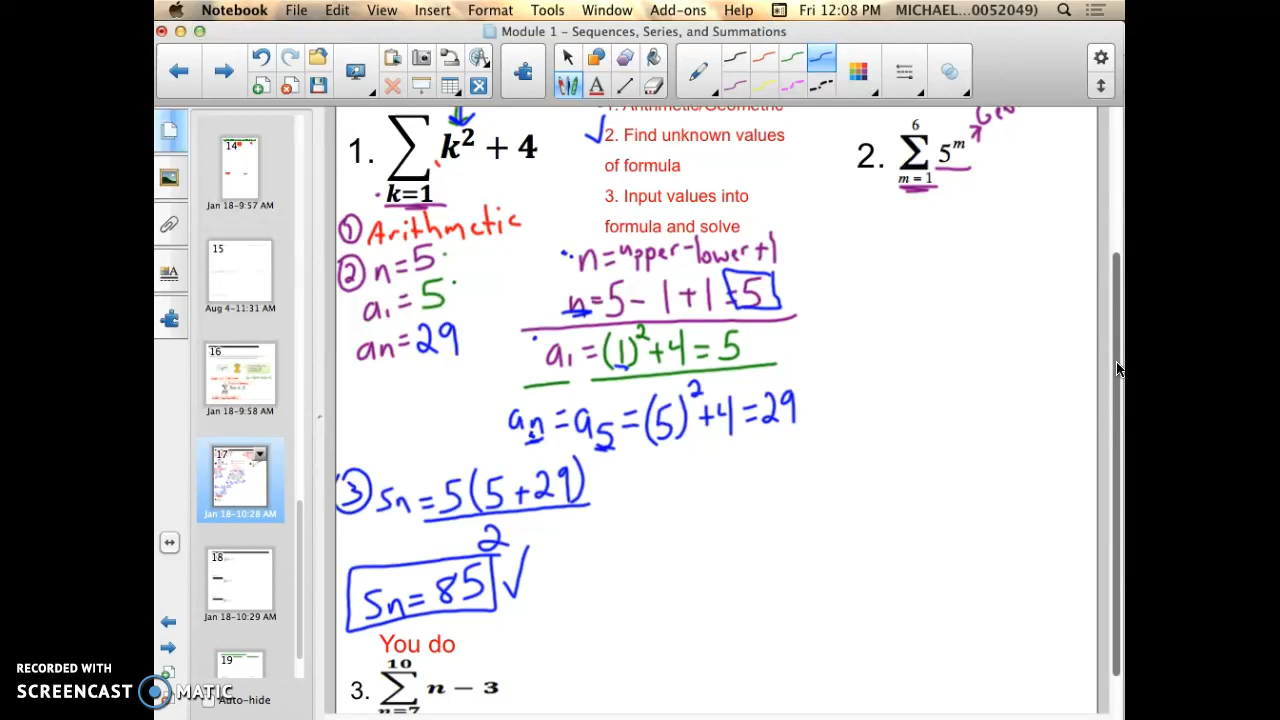 Notebook File Edit View Insert Format Tools Window Add-ons Help Fri 12:08 PM MICHAEL...0052049)
Module 1 – Sequences, Series, and Summations
14
Jan 18-9:57 AM
15
Aug 4-11:31 AM
16
Jan 18-9:58 AM
17
Jan 18-10:28 AM
18
Jan 18-10:29 AM
19
Auto-hide
1. ∑ k² + 4
k=1
1. Arithmetic/Geometric
2. Find unknown values
of formula
3. Input values into
formula and solve
6
2. ∑ 5ᵐ
m = 1
① Arithmetic
② n=5
a₁ = 5
an=29
n=upper-lower+1
n=5-1+1=5
a₁=(1)²+4=5
an=a5=(5)²+4=29
③ Sn=5(5+29)
2
Sn=85 ✓
You do
10
3. ∑ n − 3
n=7
RECORDED WITH
SCREENCAST MATIC